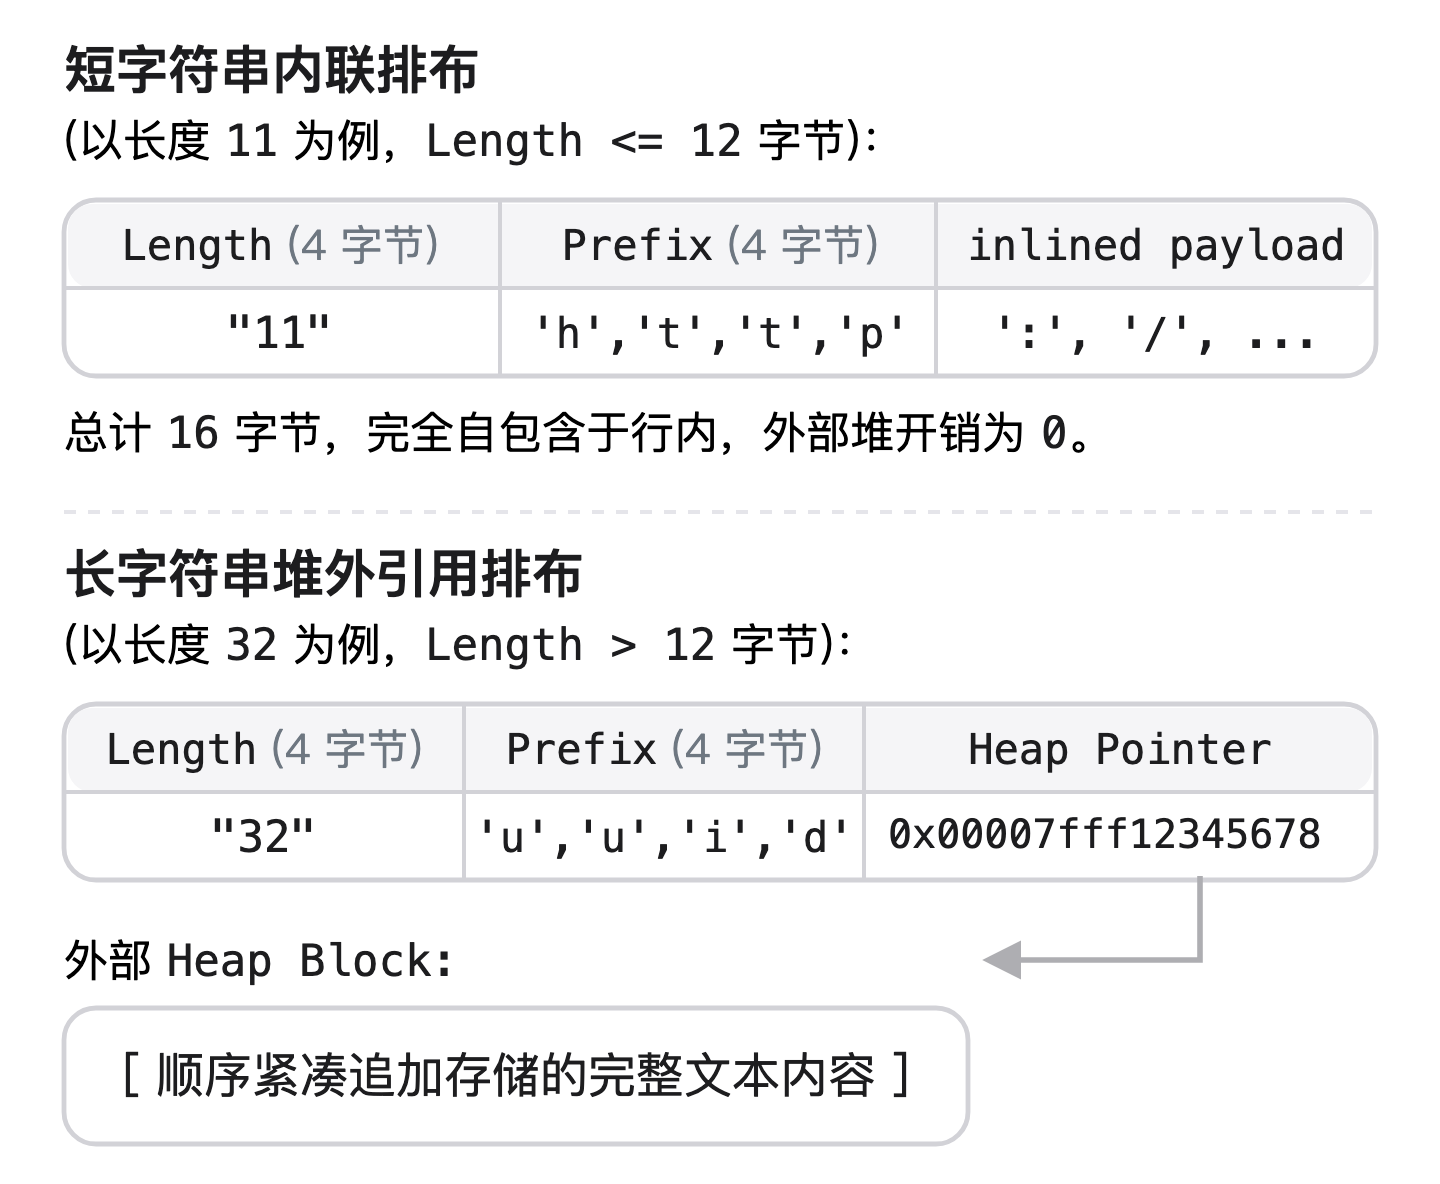 短字符串内联排布
(以长度 11 为例，Length <= 12 字节)：
Length (4 字节) Prefix (4 字节) inlined payload
"11" 'h','t','t','p' ':', '/', ...
总计 16 字节，完全自包含于行内，外部堆开销为 0。
长字符串堆外引用排布
(以长度 32 为例，Length > 12 字节)：
Length (4 字节) Prefix (4 字节) Heap Pointer
"32" 'u','u','i','d' 0x00007fff12345678
外部 Heap Block:
[ 顺序紧凑追加存储的完整文本内容 ]